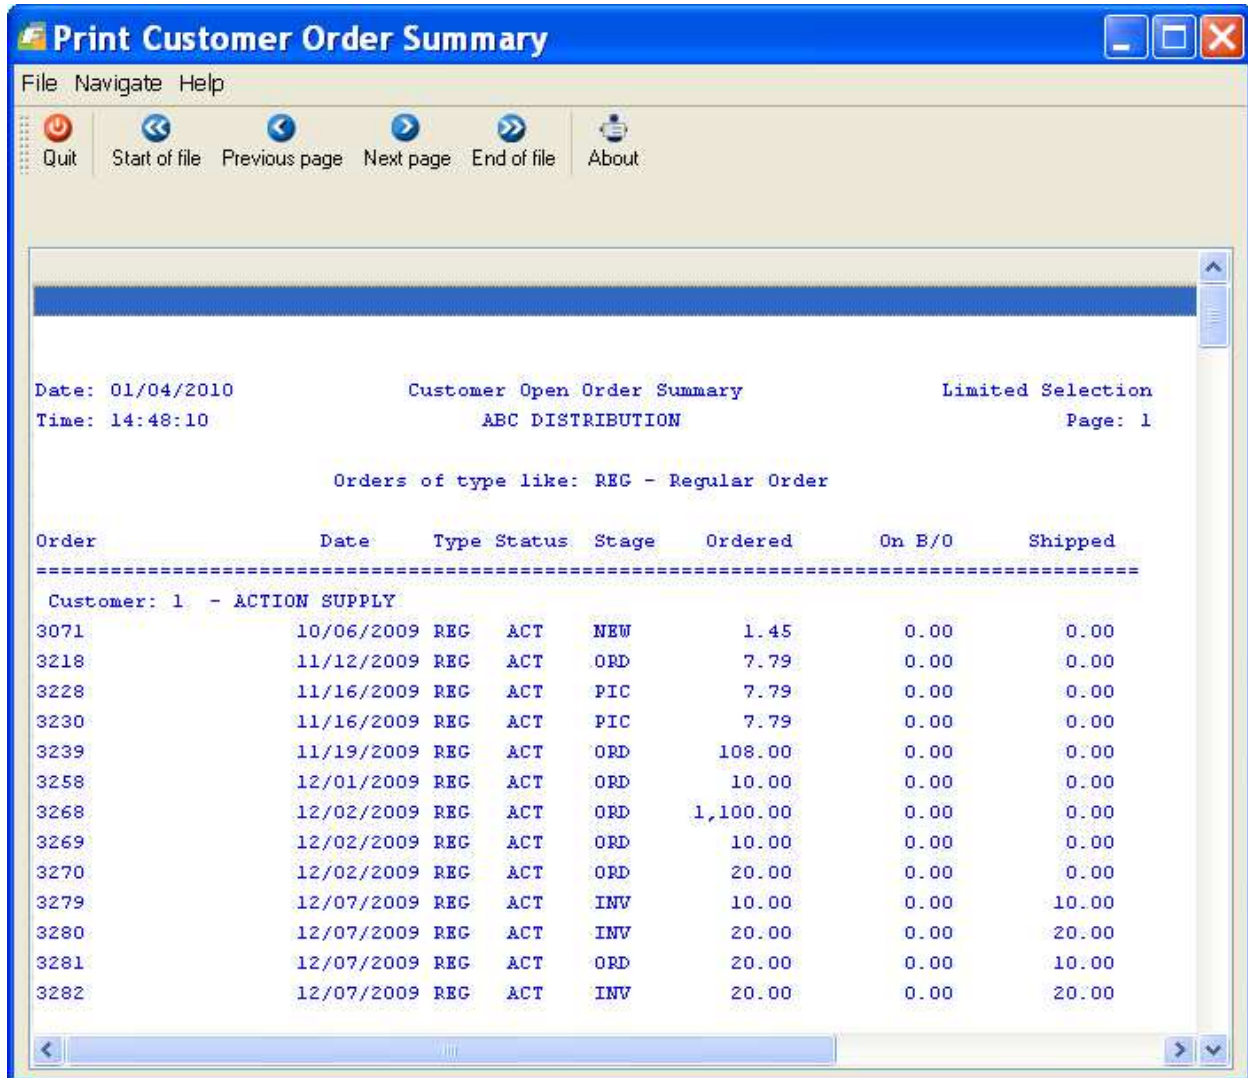 Print Customer Order Summary
File Navigate Help
Quit Start of file Previous page Next page End of file About
Date: 01/04/2010 Customer Open Order Summary Limited Selection
Time: 14:48:10 ABC DISTRIBUTION Page: 1
Orders of type like: REG - Regular Order
Order Date Type Status Stage Ordered On B/O Shipped
==========================================================================================
Customer: 1 - ACTION SUPPLY
3071 10/06/2009 REG ACT NEW 1.45 0.00 0.00
3218 11/12/2009 REG ACT ORD 7.79 0.00 0.00
3228 11/16/2009 REG ACT PIC 7.79 0.00 0.00
3230 11/16/2009 REG ACT PIC 7.79 0.00 0.00
3239 11/19/2009 REG ACT ORD 108.00 0.00 0.00
3258 12/01/2009 REG ACT ORD 10.00 0.00 0.00
3268 12/02/2009 REG ACT ORD 1,100.00 0.00 0.00
3269 12/02/2009 REG ACT ORD 10.00 0.00 0.00
3270 12/02/2009 REG ACT ORD 20.00 0.00 0.00
3279 12/07/2009 REG ACT INV 10.00 0.00 10.00
3280 12/07/2009 REG ACT INV 20.00 0.00 20.00
3281 12/07/2009 REG ACT ORD 20.00 0.00 10.00
3282 12/07/2009 REG ACT INV 20.00 0.00 20.00